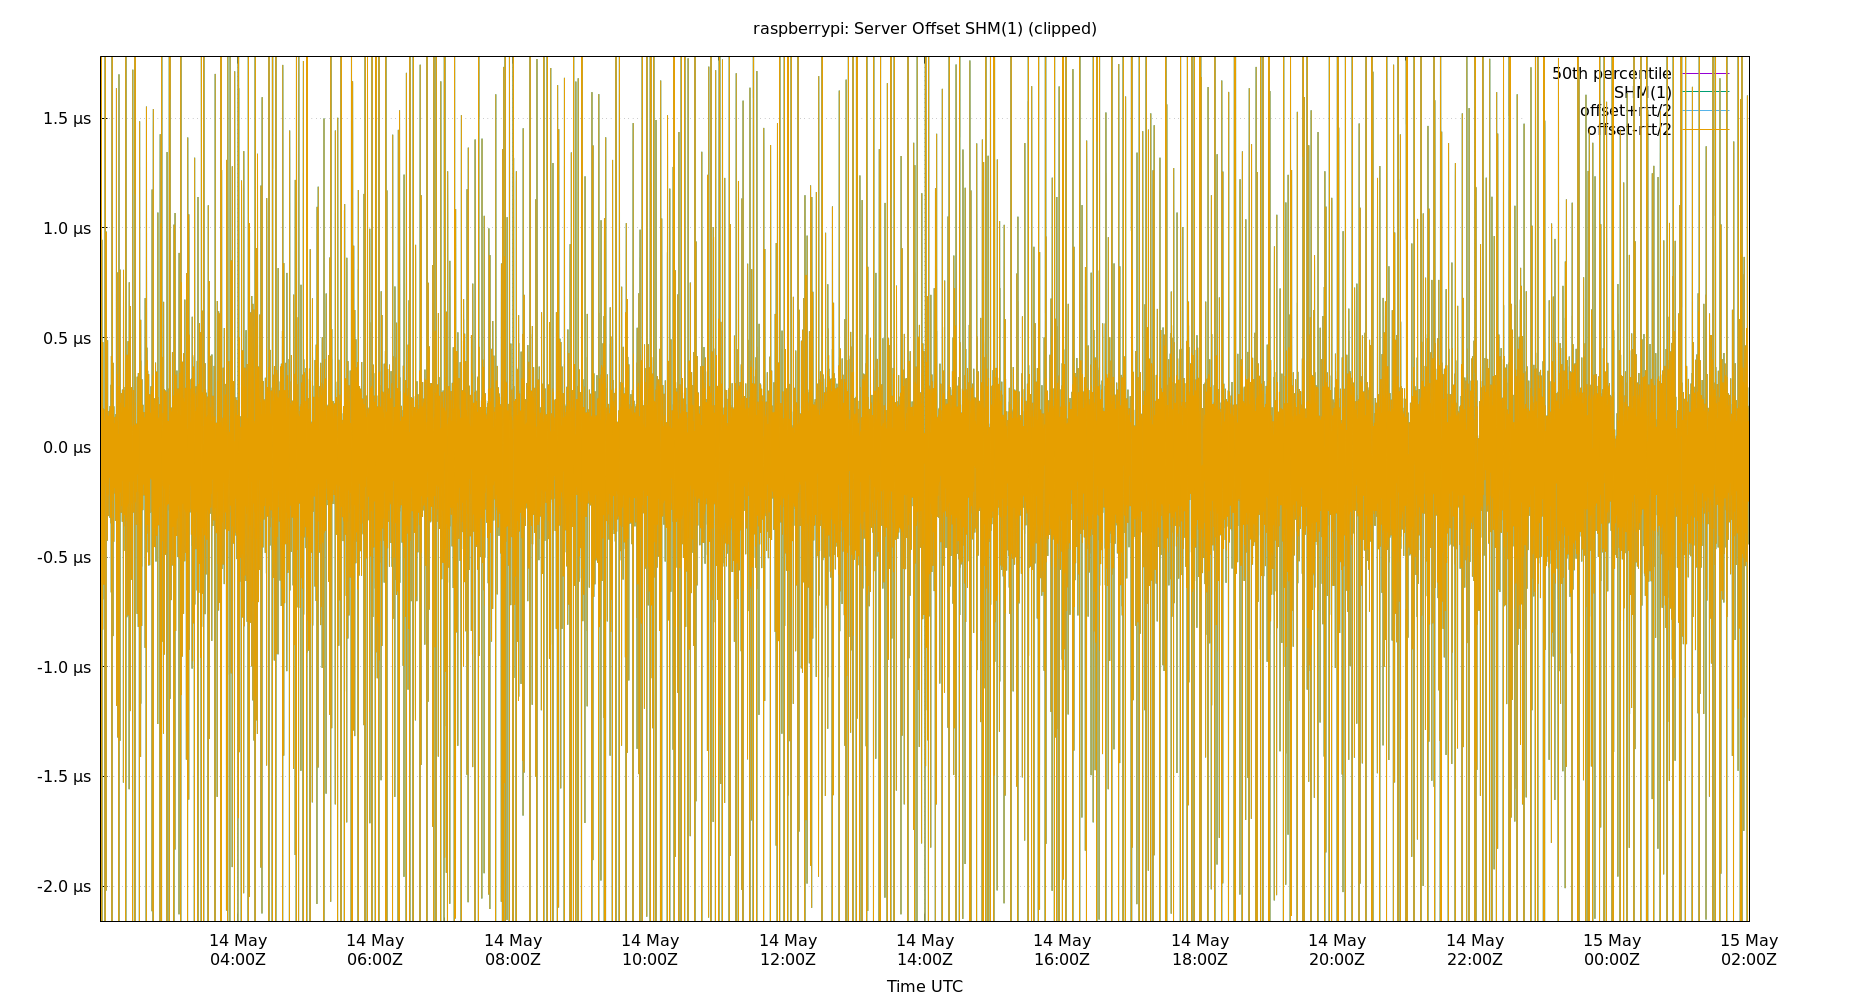 raspberrypi: Server Offset SHM(1) (clipped)
50th percentile
SHM(1)
offset+rtt/2
offset-rtt/2
1.5 µs
1.0 µs
0.5 µs
0.0 µs
-0.5 µs
-1.0 µs
-1.5 µs
-2.0 µs
14 May 14 May 14 May 14 May 14 May 14 May 14 May 14 May 14 May 14 May 15 May 15 May
04:00Z 06:00Z 08:00Z 10:00Z 12:00Z 14:00Z 16:00Z 18:00Z 20:00Z 22:00Z 00:00Z 02:00Z
Time UTC